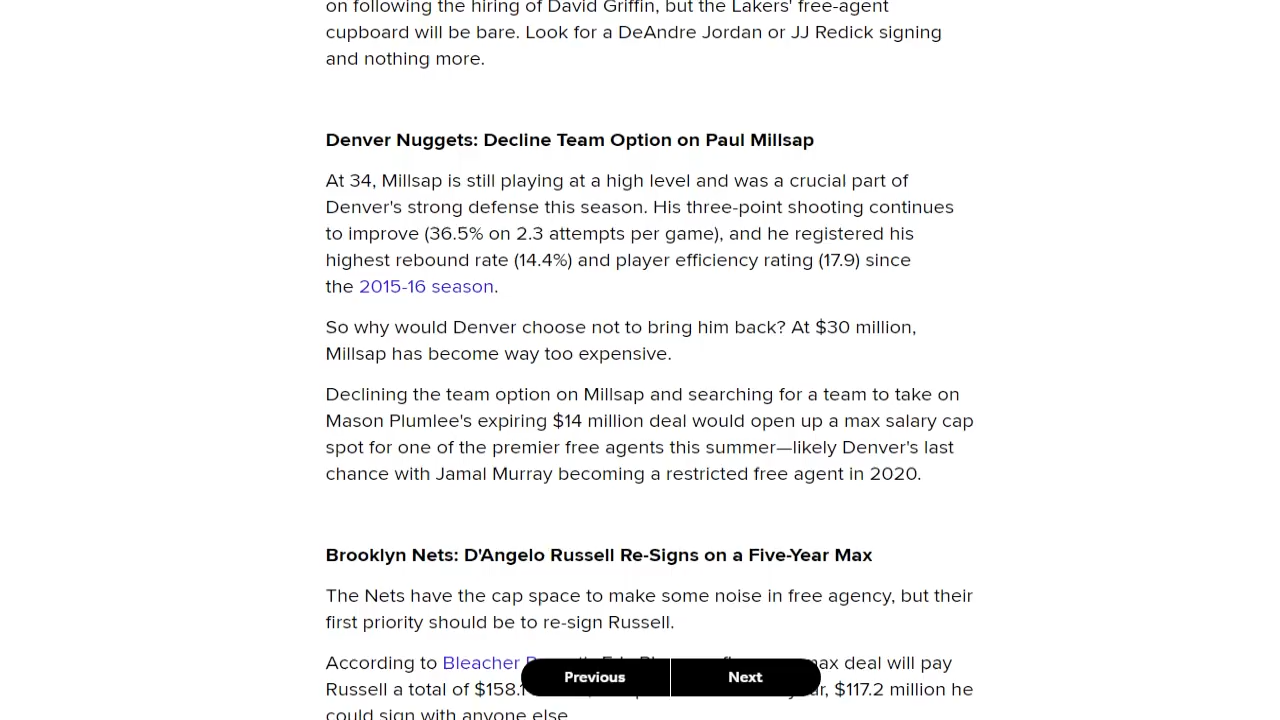 on following the hiring of David Griffin, but the Lakers' free-agent
cupboard will be bare. Look for a DeAndre Jordan or JJ Redick signing
and nothing more.
Denver Nuggets: Decline Team Option on Paul Millsap
At 34, Millsap is still playing at a high level and was a crucial part of
Denver's strong defense this season. His three-point shooting continues
to improve (36.5% on 2.3 attempts per game), and he registered his
highest rebound rate (14.4%) and player efficiency rating (17.9) since
the 2015-16 season.
So why would Denver choose not to bring him back? At $30 million,
Millsap has become way too expensive.
Declining the team option on Millsap and searching for a team to take on
Mason Plumlee's expiring $14 million deal would open up a max salary cap
spot for one of the premier free agents this summer—likely Denver's last
chance with Jamal Murray becoming a restricted free agent in 2020.
Brooklyn Nets: D'Angelo Russell Re-Signs on a Five-Year Max
The Nets have the cap space to make some noise in free agency, but their
first priority should be to re-sign Russell.
According to Bleacher max deal will pay
Russell a total of $158.1 $117.2 million he
could sign with anyone else
Previous Next